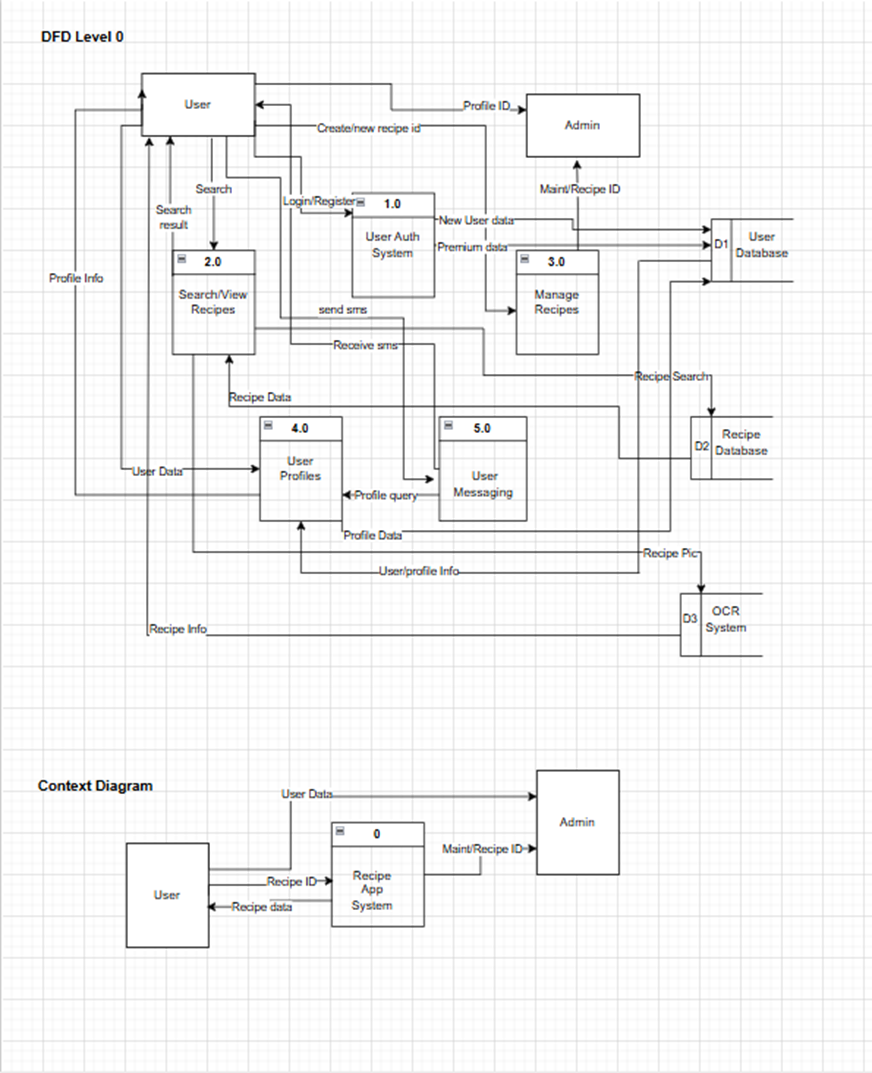 DFD Level 0
User
Profile ID
Admin
Create/new recipe id
Maint/Recipe ID
Search
Login/Register
1.0
Search
result
New User data
User Auth
System
Premium data
D1
User
Database
2.0
3.0
Profile Info
Search/View
Recipes
Manage
Recipes
send sms
Receive sms
Recipe Search
Recipe Data
4.0
5.0
D2
Recipe
Database
User
Profiles
User Data
User
Messaging
Profile query
Profile Data
Recipe Pic
User/profile Info
D3
OCR
System
Recipe Info
Context Diagram
User Data
Admin
0
Maint/Recipe ID
User
Recipe ID
Recipe
App
System
Recipe data